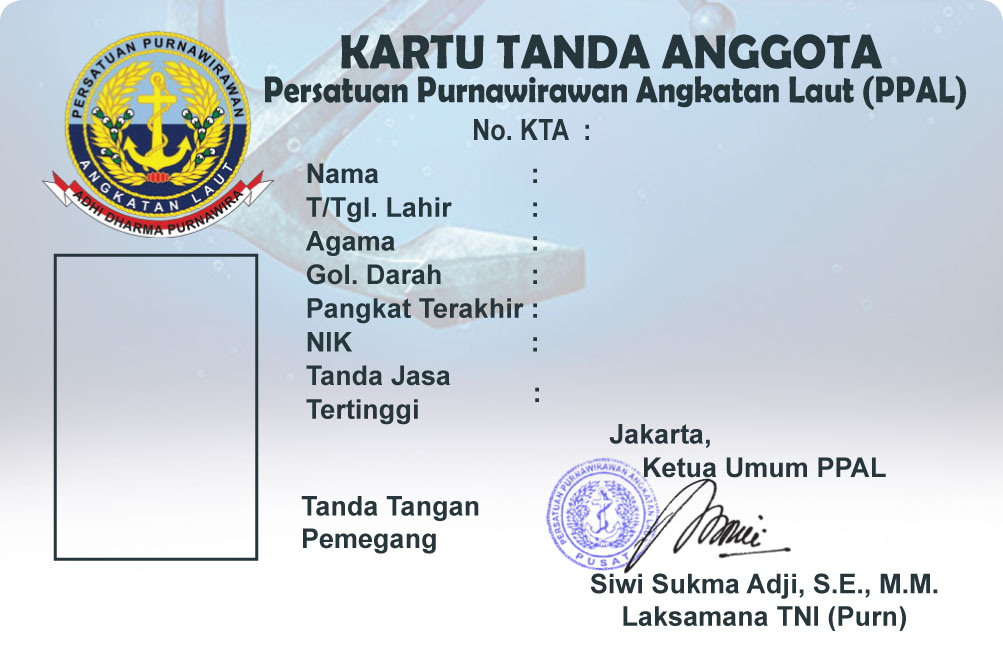 KARTU TANDA ANGGOTA
Persatuan Purnawirawan Angkatan Laut (PPAL)
No. KTA :
PERSATUAN PURNAWIRAWAN
ANGKATAN LAUT
ADHI DHARMA PURNAWIRA
Nama :
T/Tgl. Lahir :
Agama :
Gol. Darah :
Pangkat Terakhir :
NIK :
Tanda Jasa
Tertinggi :
Jakarta,
Ketua Umum PPAL
Tanda Tangan
Pemegang
PERSATUAN PURNAWIRAWAN ANGKATAN
PUSAT
Siwi Sukma Adji, S.E., M.M.
Laksamana TNI (Purn)